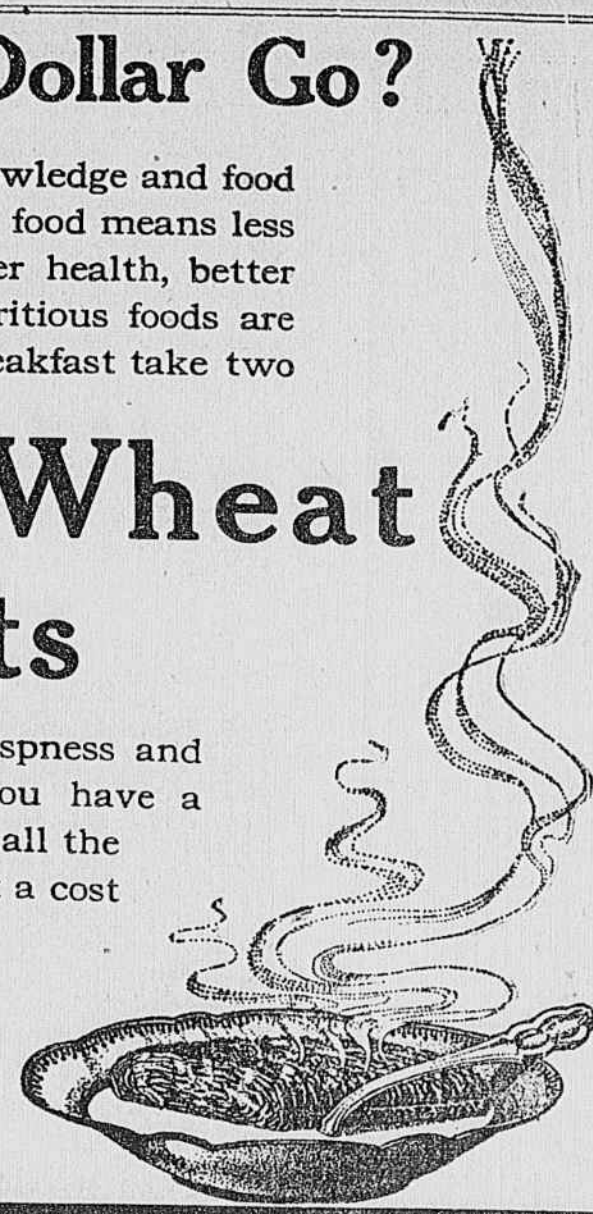 Dollar Go?
wledge and food
food means less
er health, better
ritious foods are
eakfast take two
Wheat
ts
spness and
ou have a
all the
a cost